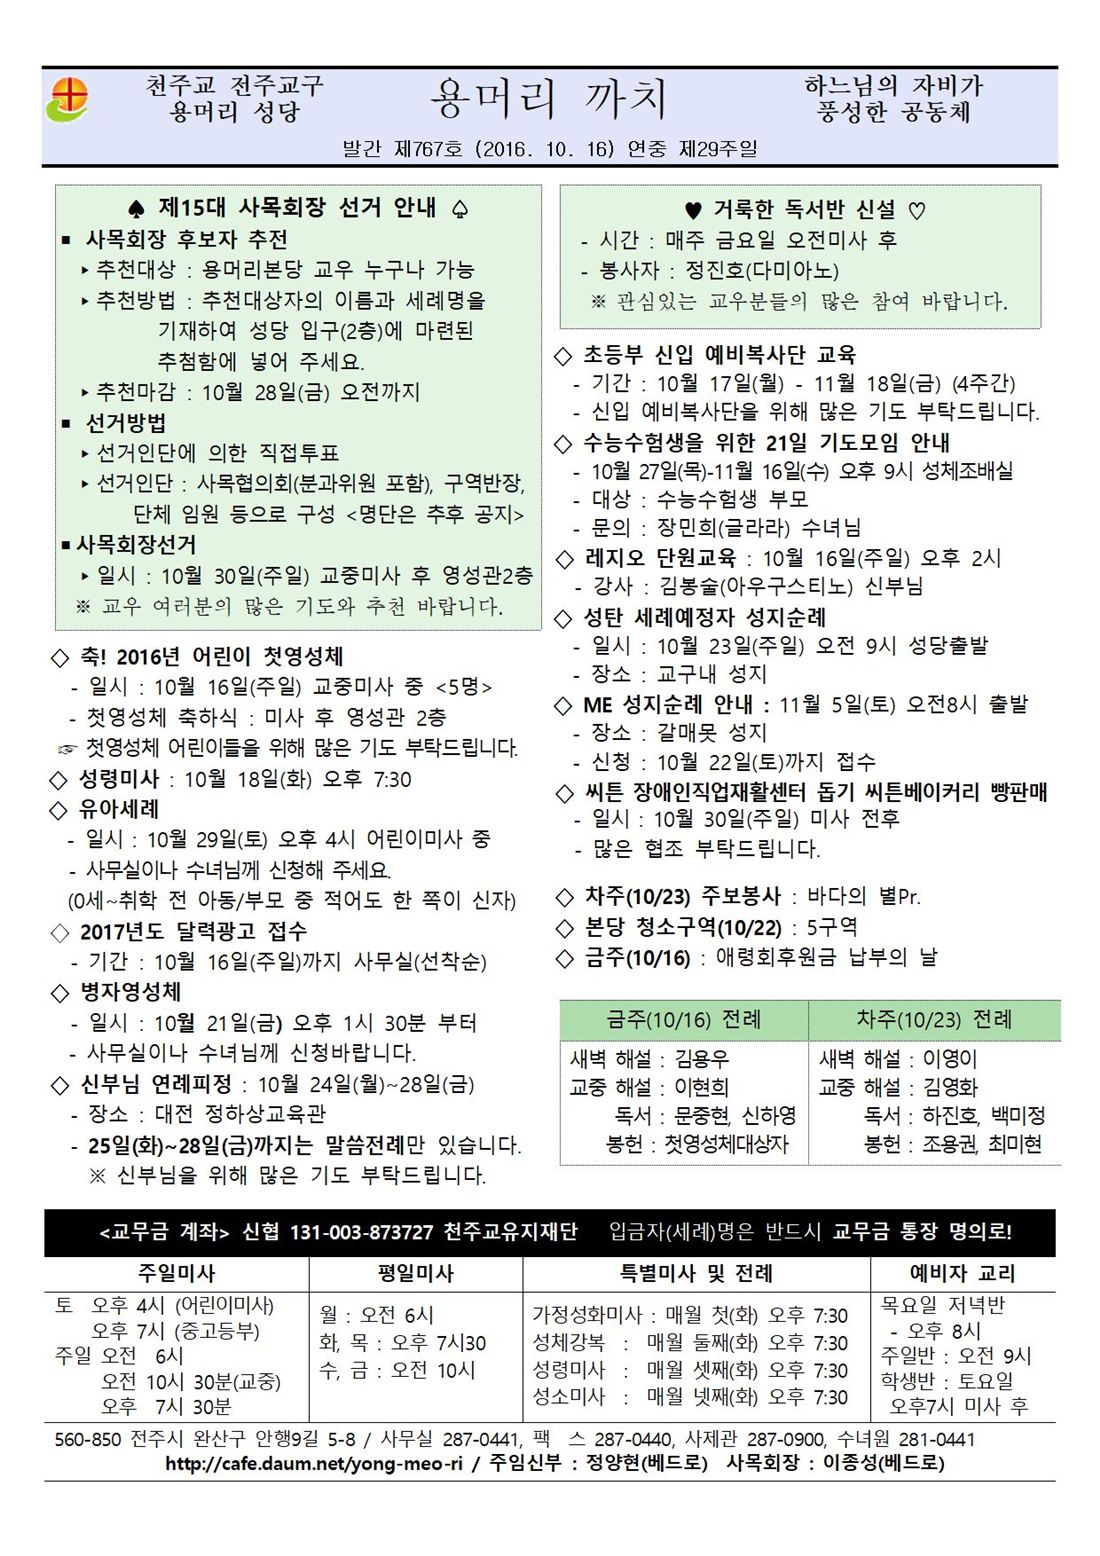 천주교 전주교구
용머리 성당
용머리 까치
하느님의 자비가
풍성한 공동체
발간 제767호 (2016. 10. 16) 연중 제29주일
♠ 제15대 사목회장 선거 안내 ♤
▪ 사목회장 후보자 추전
▸추천대상 : 용머리본당 교우 누구나 가능
▸추천방법 : 추천대상자의 이름과 세례명을
기재하여 성당 입구(2층)에 마련된
추첨함에 넣어 주세요.
▸추천마감 : 10월 28일(금) 오전까지
▪ 선거방법
▸선거인단에 의한 직접투표
▸선거인단 : 사목협의회(분과위원 포함), 구역반장,
단체 임원 등으로 구성 <명단은 추후 공지>
▪사목회장선거
▸일시 : 10월 30일(주일) 교중미사 후 영성관2층
※ 교우 여러분의 많은 기도와 추천 바랍니다.
◇ 축! 2016년 어린이 첫영성체
- 일시 : 10월 16일(주일) 교중미사 중 <5명>
- 첫영성체 축하식 : 미사 후 영성관 2층
☞ 첫영성체 어린이들을 위해 많은 기도 부탁드립니다.
◇ 성령미사 : 10월 18일(화) 오후 7:30
◇ 유아세례
- 일시 : 10월 29일(토) 오후 4시 어린이미사 중
- 사무실이나 수녀님께 신청해 주세요.
(0세~취학 전 아동/부모 중 적어도 한 쪽이 신자)
◇ 2017년도 달력광고 접수
- 기간 : 10월 16일(주일)까지 사무실(선착순)
◇ 병자영성체
- 일시 : 10월 21일(금) 오후 1시 30분 부터
- 사무실이나 수녀님께 신청바랍니다.
◇ 신부님 연례피정 : 10월 24일(월)~28일(금)
- 장소 : 대전 정하상교육관
- 25일(화)~28일(금)까지는 말씀전례만 있습니다.
※ 신부님을 위해 많은 기도 부탁드립니다.
♥ 거룩한 독서반 신설 ♡
- 시간 : 매주 금요일 오전미사 후
- 봉사자 : 정진호(다미아노)
※ 관심있는 교우분들의 많은 참여 바랍니다.
◇ 초등부 신입 예비복사단 교육
- 기간 : 10월 17일(월) - 11월 18일(금) (4주간)
- 신입 예비복사단을 위해 많은 기도 부탁드립니다.
◇ 수능수험생을 위한 21일 기도모임 안내
- 10월 27일(목)-11월 16일(수) 오후 9시 성체조배실
- 대상 : 수능수험생 부모
- 문의 : 장민희(글라라) 수녀님
◇ 레지오 단원교육 : 10월 16일(주일) 오후 2시
- 강사 : 김봉술(아우구스티노) 신부님
◇ 성탄 세례예정자 성지순례
- 일시 : 10월 23일(주일) 오전 9시 성당출발
- 장소 : 교구내 성지
◇ ME 성지순례 안내 : 11월 5일(토) 오전8시 출발
- 장소 : 갈매못 성지
- 신청 : 10월 22일(토)까지 접수
◇ 씨튼 장애인직업재활센터 돕기 씨튼베이커리 빵판매
- 일시 : 10월 30일(주일) 미사 전후
- 많은 협조 부탁드립니다.
◇ 차주(10/23) 주보봉사 : 바다의 별Pr.
◇ 본당 청소구역(10/22) : 5구역
◇ 금주(10/16) : 애령회후원금 납부의 날
금주(10/16) 전례
새벽 해설 : 김용우
교중 해설 : 이현희
독서 : 문중현, 신하영
봉헌 : 첫영성체대상자
차주(10/23) 전례
새벽 해설 : 이영이
교중 해설 : 김영화
독서 : 하진호, 백미정
봉헌 : 조용권, 최미현
<교무금 계좌> 신협 131-003-873727 천주교유지재단 입금자(세례)명은 반드시 교무금 통장 명의로!
주일미사
토 오후 4시 (어린이미사)
오후 7시 (중고등부)
주일 오전 6시
오전 10시 30분(교중)
오후 7시 30분
평일미사
월 : 오전 6시
화, 목 : 오후 7시30
수, 금 : 오전 10시
특별미사 및 전례
가정성화미사 : 매월 첫(화) 오후 7:30
성체강복 : 매월 둘째(화) 오후 7:30
성령미사 : 매월 셋째(화) 오후 7:30
성소미사 : 매월 넷째(화) 오후 7:30
예비자 교리
목요일 저녁반
- 오후 8시
주일반 : 오전 9시
학생반 : 토요일
오후7시 미사 후
560-850 전주시 완산구 안행9길 5-8 / 사무실 287-0441, 팩 스 287-0440, 사제관 287-0900, 수녀원 281-0441
http://cafe.daum.net/yong-meo-ri / 주임신부 : 정양현(베드로) 사목회장 : 이종성(베드로)